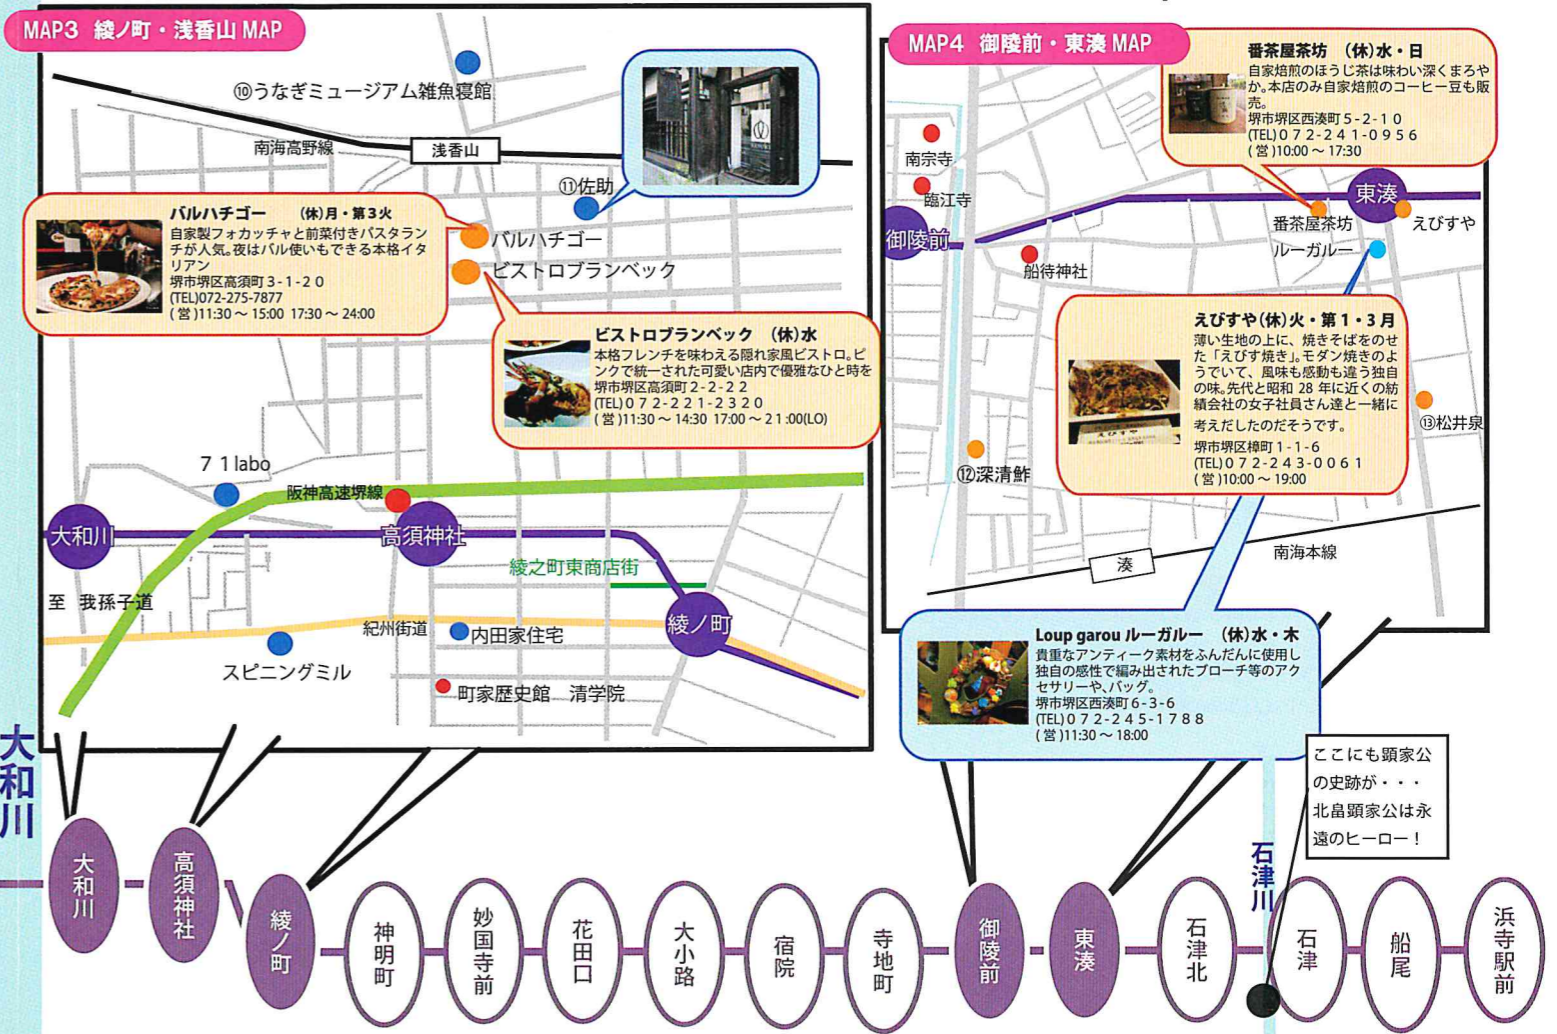 MAP3 綾ノ町・浅香山 MAP
⑩うなぎミュージアム雑魚寝館
南海高野線
浅香山
⑪佐助
バルハチゴー (休)月・第3火
自家製フォカッチャと前菜付きパスタラン
チが人気。夜はバル使いもできる本格イタ
リアン
堺市堺区高須町3-1-20
(TEL)072-275-7877
(営)11:30～15:00 17:30～24:00
バルハチゴー
ビストロブランベック
ビストロブランベック (休)水
本格フレンチを味わえる隠れ家風ビストロ。ピ
ンクで統一された可愛い店内で優雅なひと時を
堺市堺区高須町2-2-22
(TEL)072-221-2320
(営)11:30～14:30 17:00～21:00(LO)
71labo
阪神高速堺線
大和川
高須神社
綾之町東商店街
至 我孫子道
紀州街道
内田家住宅
綾ノ町
スピニングミル
町家歴史館 清学院
MAP4 御陵前・東湊 MAP
番茶屋茶坊 (休)水・日
自家焙煎のほうじ茶は味わい深くまろや
か。本店のみ自家焙煎のコーヒー豆も販
売。
堺市堺区西湊町5-2-10
(TEL)072-241-0956
(営)10:00～17:30
南宗寺
臨江寺
御陵前
船待神社
東湊
番茶屋茶坊
えびすや
ルーガルー
えびすや(休)火・第1・3月
薄い生地の上に、焼きそばをのせ
た「えびす焼き」。モダン焼きのよ
うでいて、風味も感動も違う独自
の味。先代と昭和28年に近くの紡
績会社の女子社員さん達と一緒に
考えだしたのだそうです。
堺市堺区樟町1-1-6
(TEL)072-243-0061
(営)10:00～19:00
えびすや
⑬松井泉
⑫深清鮓
南海本線
湊
Loup garou ルーガルー (休)水・木
貴重なアンティーク素材をふんだんに使用し
独自の感性で編み出されたブローチ等のアク
セサリーや、バッグ。
堺市堺区西湊町6-3-6
(TEL)072-245-1788
(営)11:30～18:00
ここにも顕家公
の史跡が・・・
北畠顕家公は永
遠のヒーロー！
大和川
石津川
大和川
高須神社
綾ノ町
神明町
妙国寺前
花田口
大小路
宿院
寺地町
御陵前
東湊
石津北
石津
船尾
浜寺駅前